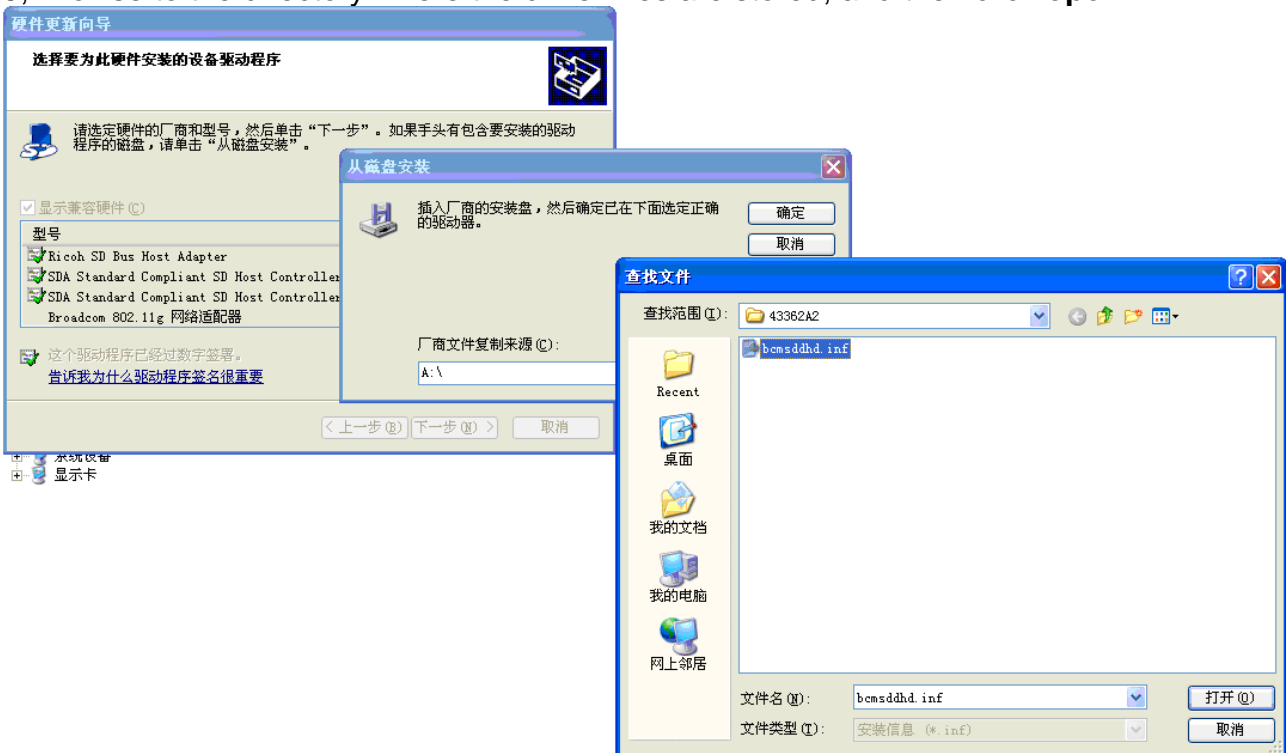 硬件更新向导
选择要为此硬件安装的设备驱动程序
请选定硬件的厂商和型号，然后单击“下一步”。如果手头有包含要安装的驱动
程序的磁盘，请单击“从磁盘安装”。
显示兼容硬件(C)
型号
Ricoh SD Bus Host Adapter
SDA Standard Compliant SD Host Controller
SDA Standard Compliant SD Host Controller
Broadcom 802.11g 网络适配器
这个驱动程序已经过数字签署。
告诉我为什么驱动程序签名很重要
< 上一步(B)
下一步(N) >
取消
系统设备
显示卡
从磁盘安装
插入厂商的安装盘，然后确定已在下面选定正确
的驱动器。
确定
取消
厂商文件复制来源(C):
A:\
查找文件
查找范围(I):
43362A2
bcmsddhd.inf
Recent
桌面
我的文档
我的电脑
网上邻居
文件名(N):
bcmsddhd.inf
打开(O)
文件类型(T):
安装信息 (*.inf)
取消